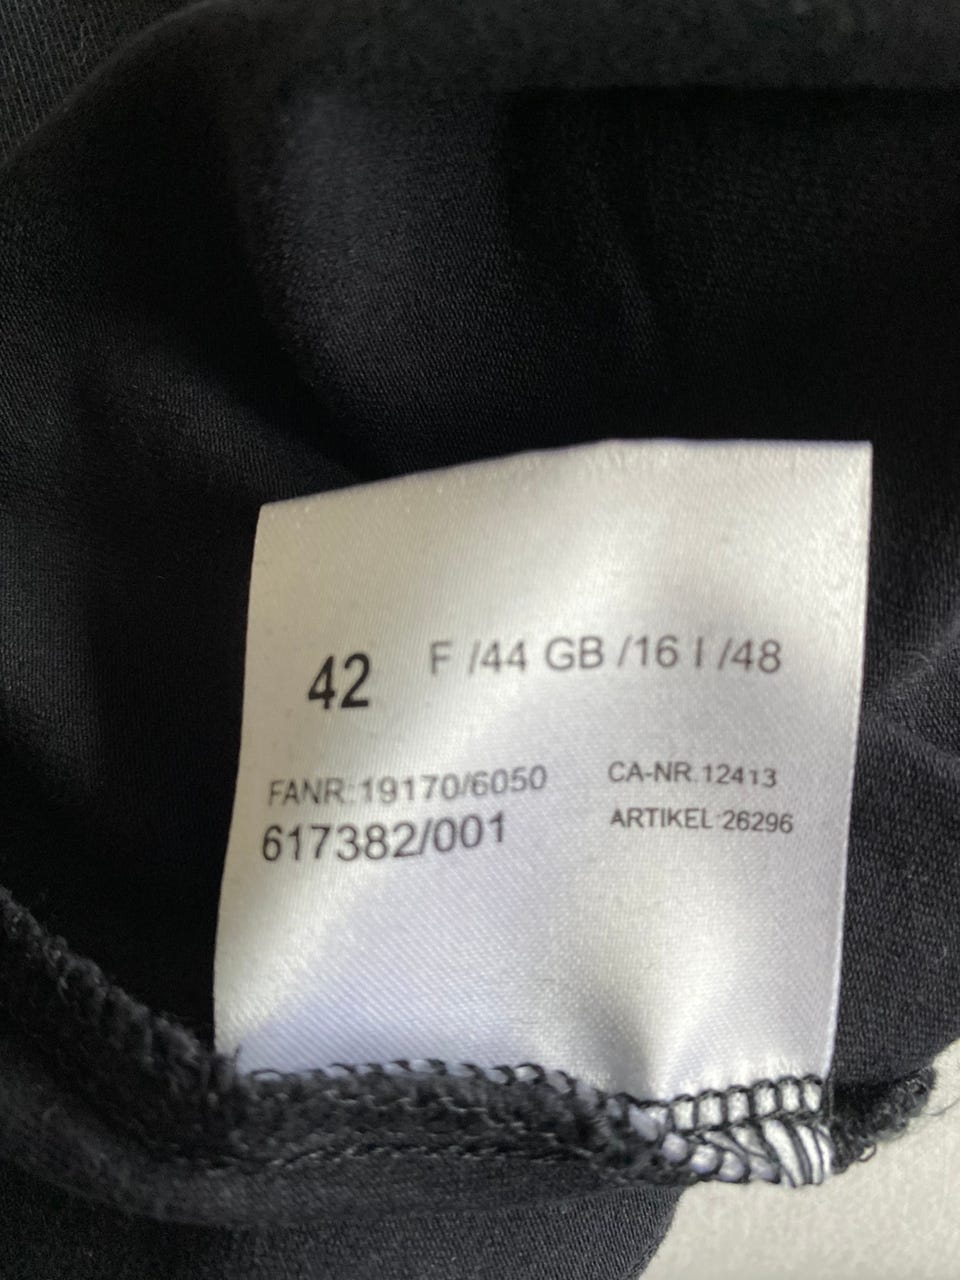 42 F /44 GB /16 I /48
FANR:19170/6050 CA-NR.12413
617382/001 ARTIKEL 26296